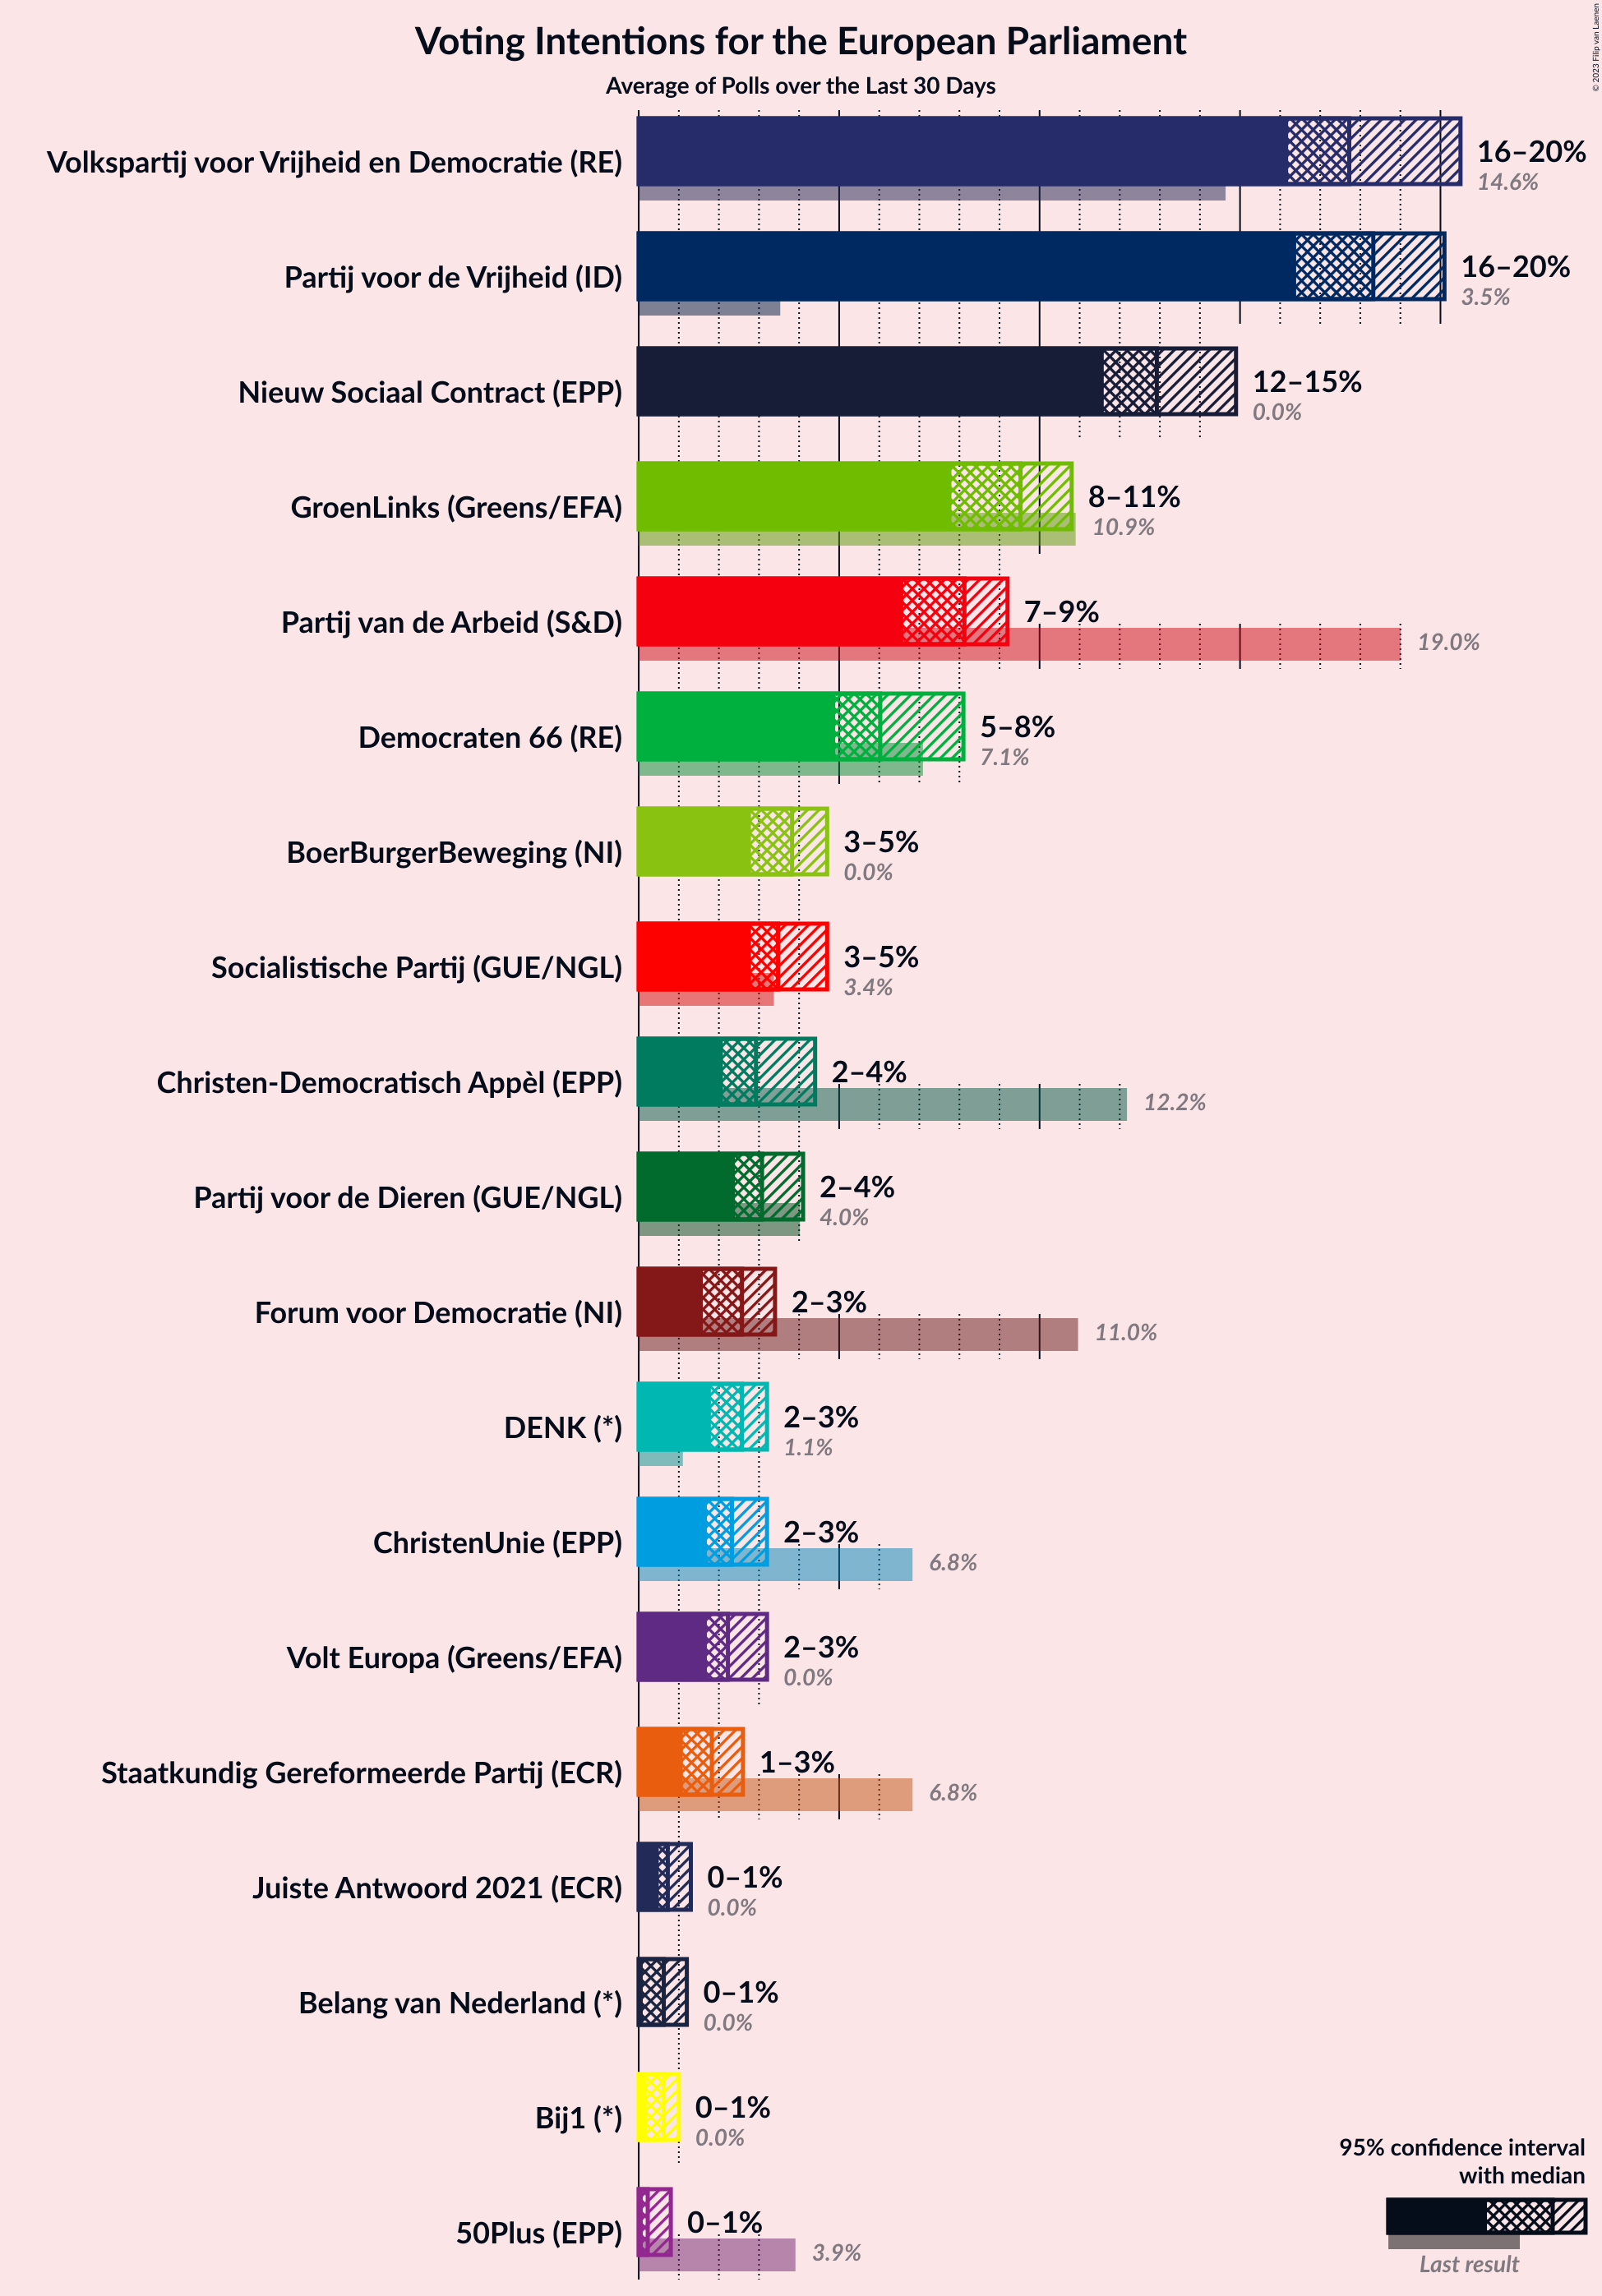 Voting Intentions for the European Parliament
Average of Polls over the Last 30 Days
© 2023 Filip van Laenen
Volkspartij voor Vrijheid en Democratie (RE)
16–20%
14.6%
Partij voor de Vrijheid (ID)
16–20%
3.5%
Nieuw Sociaal Contract (EPP)
12–15%
0.0%
GroenLinks (Greens/EFA)
8–11%
10.9%
Partij van de Arbeid (S&D)
7–9%
19.0%
Democraten 66 (RE)
5–8%
7.1%
BoerBurgerBeweging (NI)
3–5%
0.0%
Socialistische Partij (GUE/NGL)
3–5%
3.4%
Christen-Democratisch Appèl (EPP)
2–4%
12.2%
Partij voor de Dieren (GUE/NGL)
2–4%
4.0%
Forum voor Democratie (NI)
2–3%
11.0%
DENK (*)
2–3%
1.1%
ChristenUnie (EPP)
2–3%
6.8%
Volt Europa (Greens/EFA)
2–3%
0.0%
Staatkundig Gereformeerde Partij (ECR)
1–3%
6.8%
Juiste Antwoord 2021 (ECR)
0–1%
0.0%
Belang van Nederland (*)
0–1%
0.0%
Bij1 (*)
0–1%
0.0%
50Plus (EPP)
0–1%
3.9%
95% confidence interval
with median
Last result